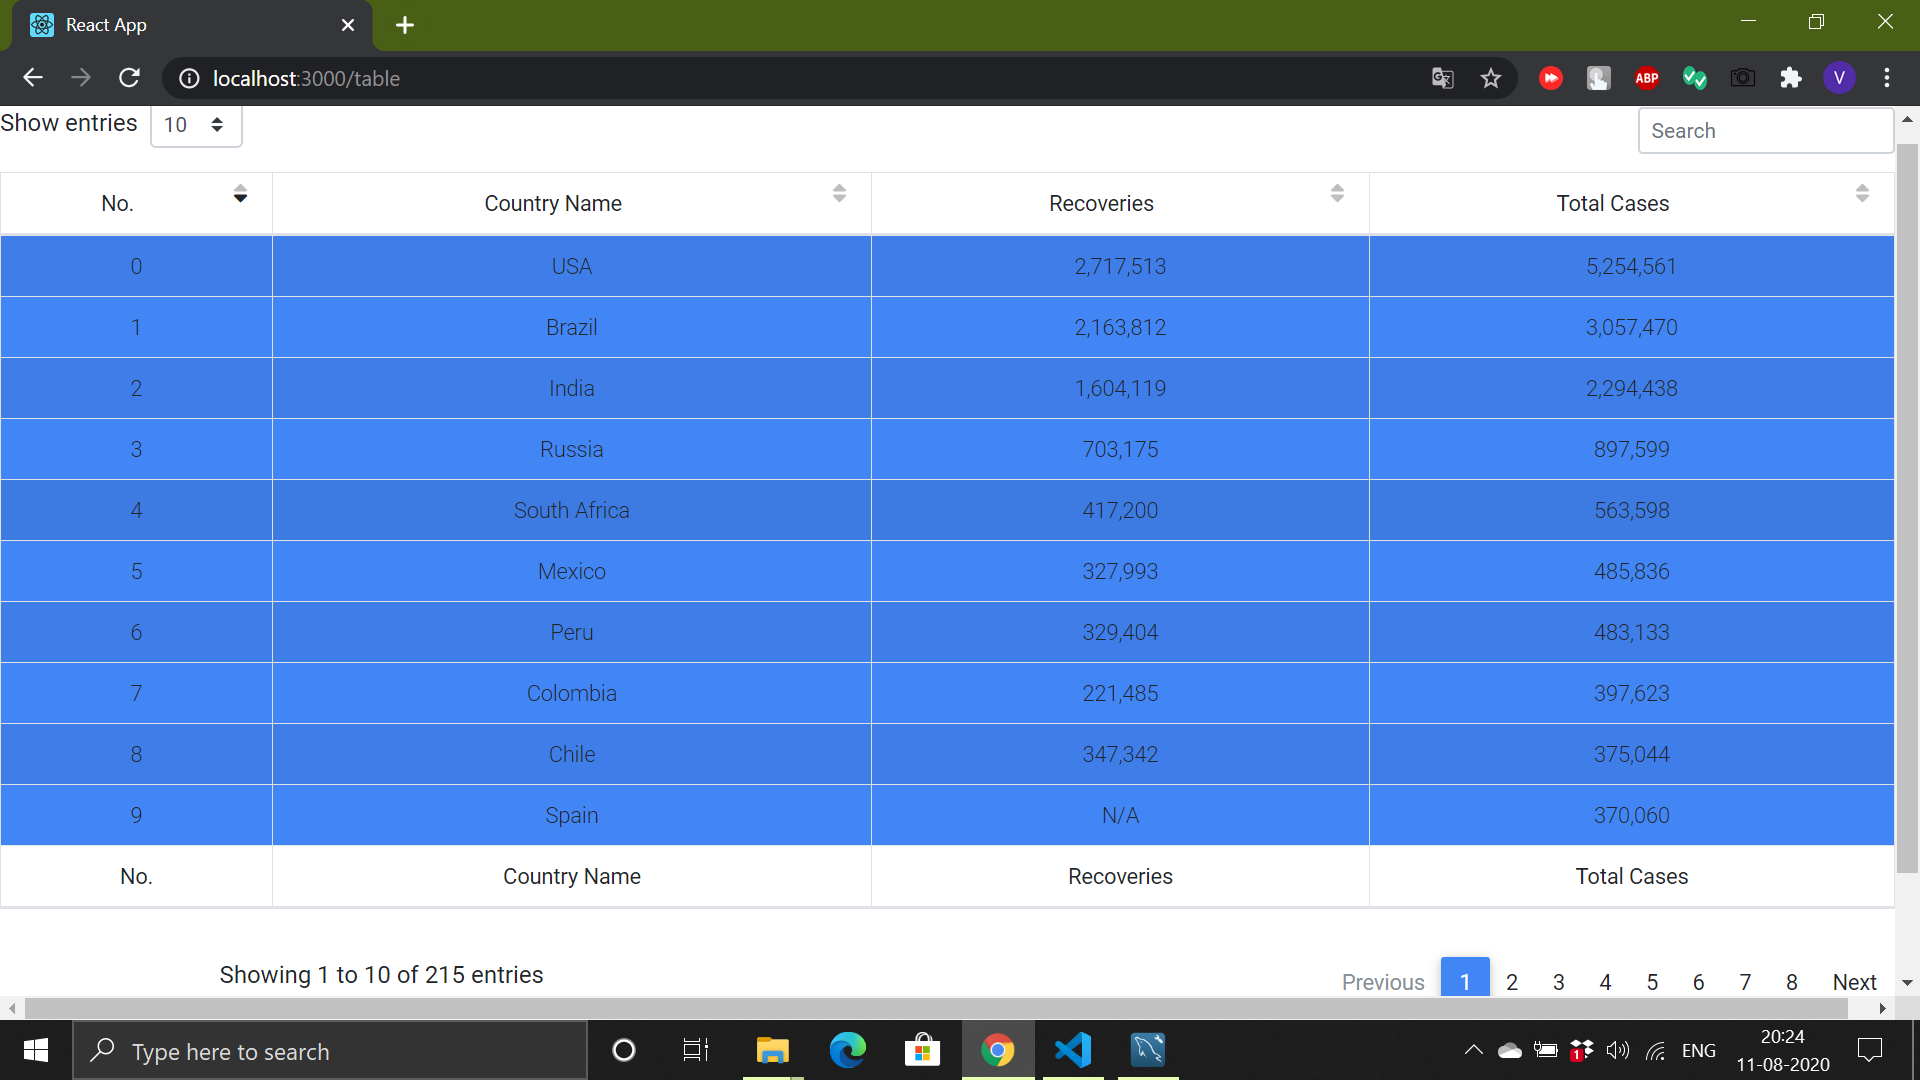 React App
localhost:3000/table
ABP
V
Show entries 10
Search
No. Country Name Recoveries Total Cases
0 USA 2,717,513 5,254,561
1 Brazil 2,163,812 3,057,470
2 India 1,604,119 2,294,438
3 Russia 703,175 897,599
4 South Africa 417,200 563,598
5 Mexico 327,993 485,836
6 Peru 329,404 483,133
7 Colombia 221,485 397,623
8 Chile 347,342 375,044
9 Spain N/A 370,060
No. Country Name Recoveries Total Cases
Showing 1 to 10 of 215 entries
Previous 1 2 3 4 5 6 7 8 Next
Type here to search
1
ENG
20:24
11-08-2020